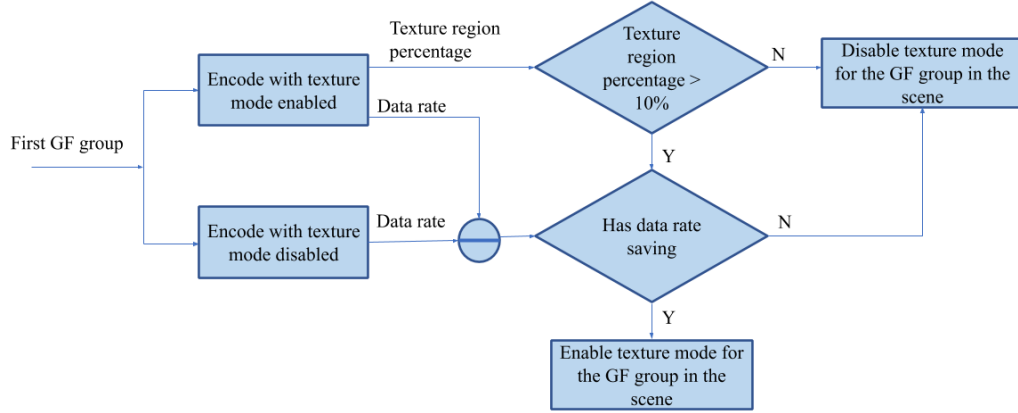 First GF group
Encode with texture
mode enabled
Texture region
percentage
Data rate
Encode with texture
mode disabled
Data rate
Texture
region
percentage >
10%
N
Disable texture mode
for the GF group in the
scene
Y
Has data rate
saving
N
Y
Enable texture mode for
the GF group in the
scene